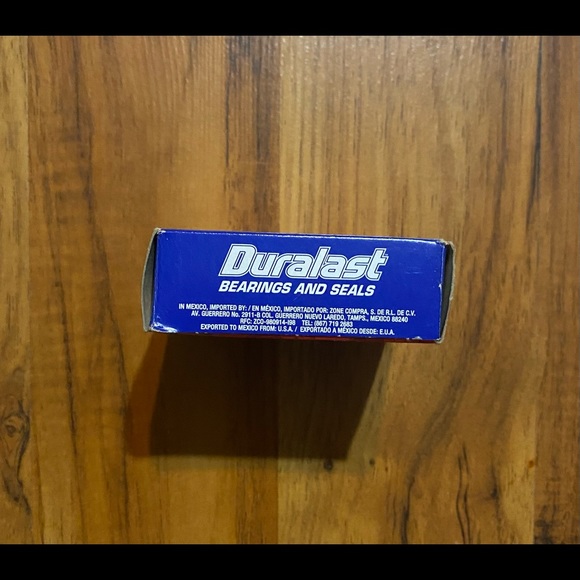 Duralast
BEARINGS AND SEALS
IN MEXICO, IMPORTED BY: / EN MÉXICO, IMPORTADO POR: ZONE COMPRA, S. DE R.L. DE C.V.
AV. GUERRERO No. 2911-B COL. GUERRERO NUEVO LAREDO, TAMPS., MEXICO 88240
RFC: ZCO-980914-I98 TEL: (867) 719 2683
EXPORTED TO MEXICO FROM: U.S.A. / EXPORTADO A MÉXICO DESDE: E.U.A.